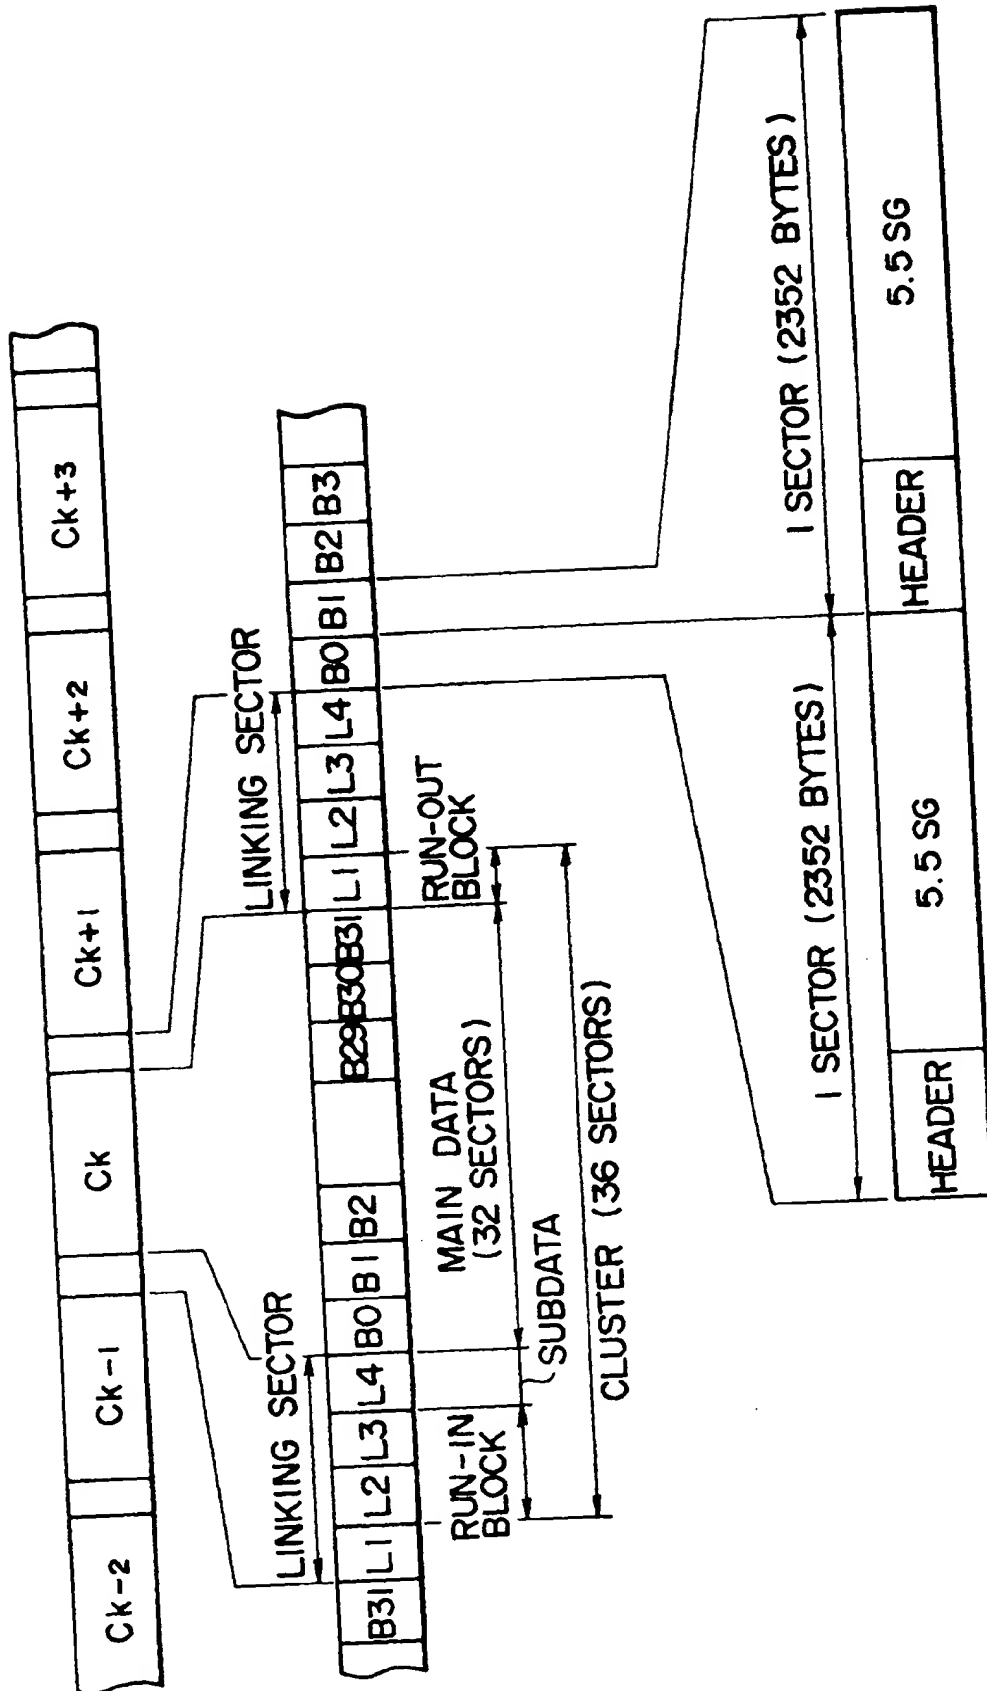 Ck-2
Ck-1
Ck
Ck+1
Ck+2
Ck+3
LINKING SECTOR
LINKING SECTOR
B31
L1
L2
L3
L4
B0
B1
B2
B29
B30
B31
L1
L2
L3
L4
B0
B1
B2
B3
RUN-IN
BLOCK
MAIN DATA
(32 SECTORS)
RUN-OUT
BLOCK
SUBDATA
CLUSTER (36 SECTORS)
1 SECTOR (2352 BYTES)
1 SECTOR (2352 BYTES)
HEADER
5.5 SG
HEADER
5.5 SG